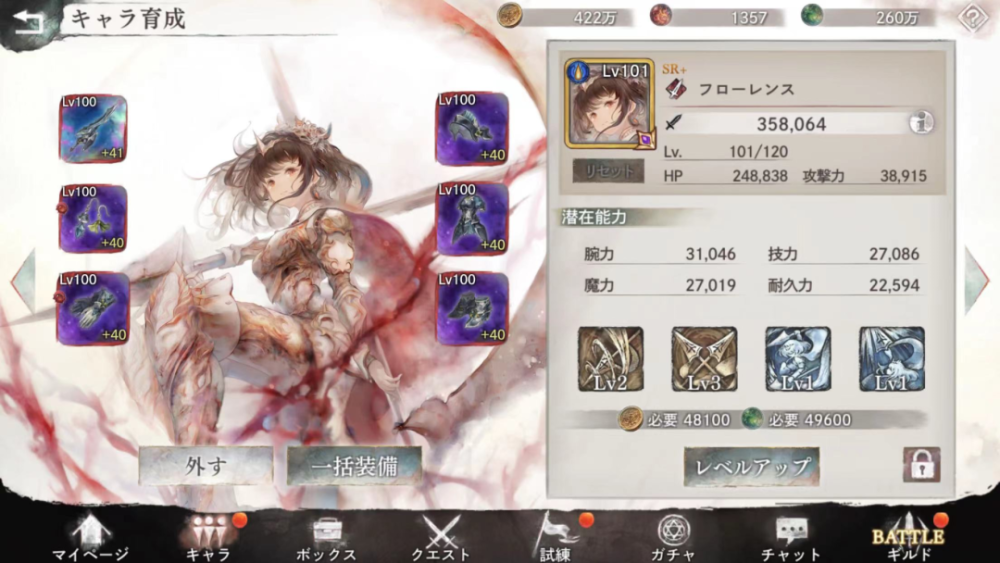 キャラ育成
422万
1357
260万
?
Lv100
+41
Lv100
+40
Lv100
+40
Lv100
+40
Lv100
+40
Lv100
+40
外す
一括装備
Lv101
SR+
フローレンス
358,064
i
リセット
Lv. 101/120
HP 248,838 攻撃力 38,915
潜在能力
腕力 31,046 技力 27,086
魔力 27,019 耐久力 22,594
Lv2 Lv3 Lv1 Lv1
必要 48100 必要 49600
レベルアップ
マイページ キャラ ボックス クエスト 試練 ガチャ チャット BATTLE ギルド